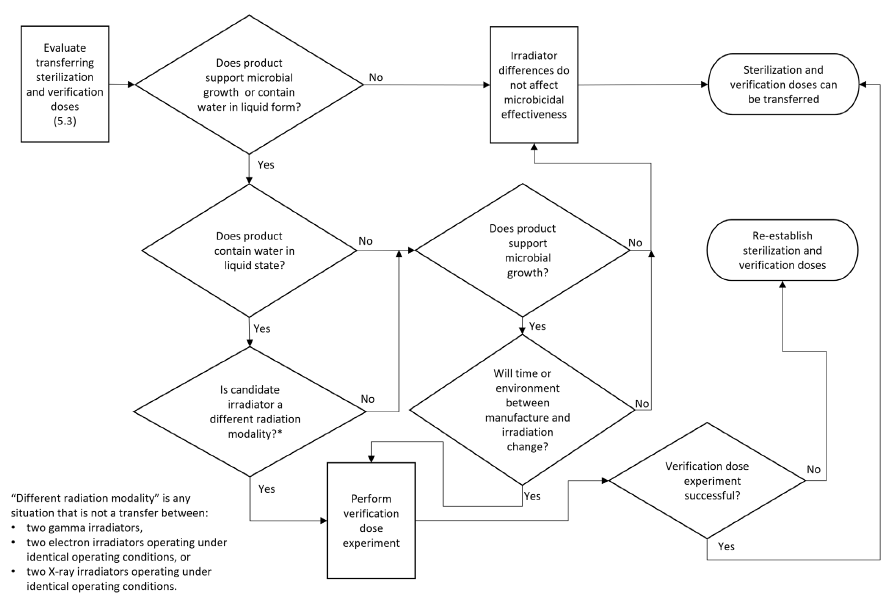 Evaluate
transferring
sterilization
and verification
doses
(5.3)
Does product
support microbial
growth or contain
water in liquid form?
No
Irradiator
differences do
not affect
microbicidal
effectiveness
Sterilization and
verification doses can
be transferred
Yes
Does product
contain water in
liquid state?
No
Does product
support
microbial
growth?
No
Re-establish
sterilization and
verification doses
Yes
Yes
Is candidate
irradiator a
different radiation
modality?*
No
Will time or
environment
between
manufacture and
irradiation
change?
No
Yes
Yes
Perform
verification
dose
experiment
Verification dose
experiment
successful?
No
Yes
“Different radiation modality” is any
situation that is not a transfer between:
• two gamma irradiators,
• two electron irradiators operating under
identical operating conditions, or
• two X-ray irradiators operating under
identical operating conditions.